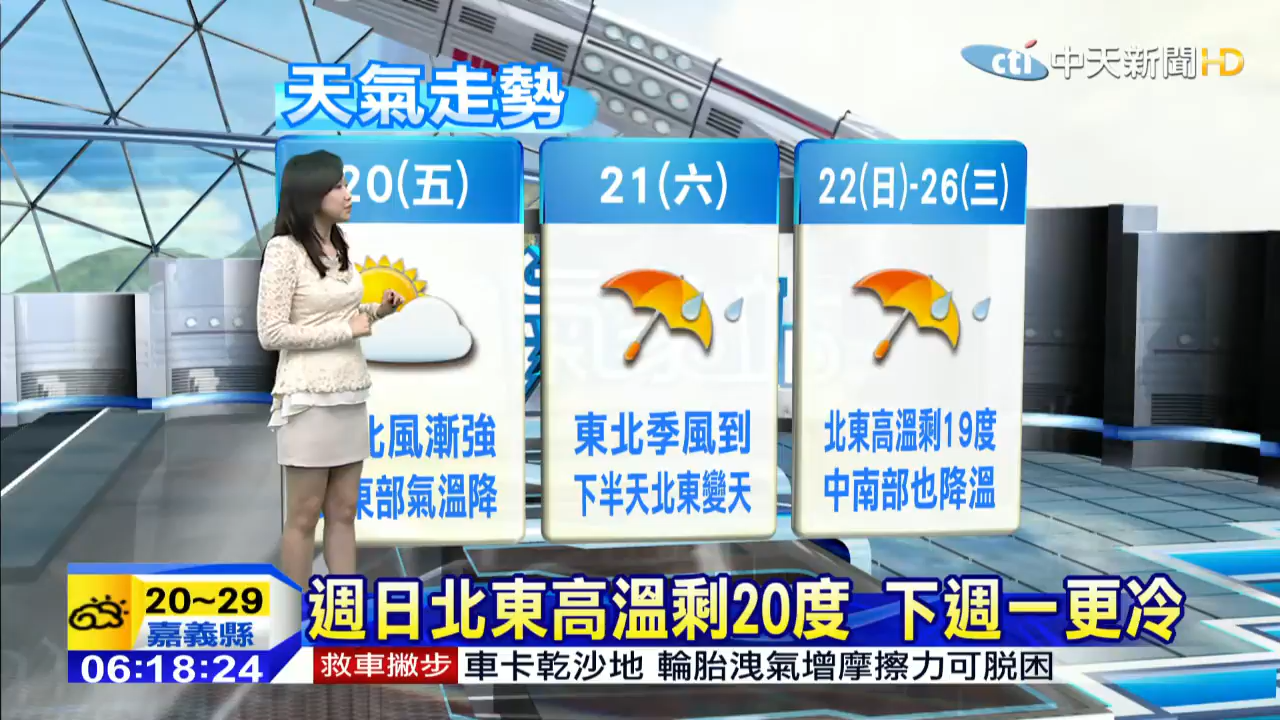 cti 中天新聞HD
天氣走勢
20(五)
21(六)
22(日)-26(三)
北風漸強
東部氣溫降
東北季風到
下半天北東變天
北東高溫剩19度
中南部也降溫
20~29
嘉義縣
06:18:24
週日北東高溫剩20度 下週一更冷
救車撇步 車卡乾沙地 輪胎洩氣增摩擦力可脫困